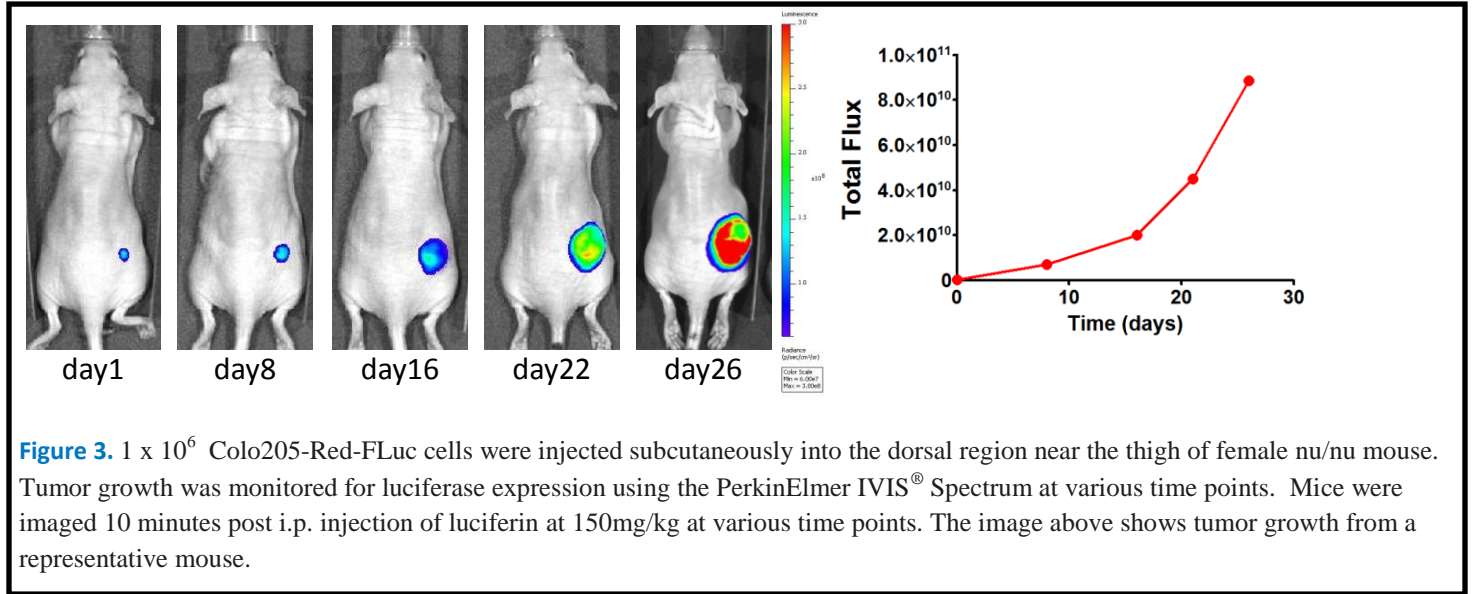 Luminescence
3.0
2.0
x10⁸
1.5
1.0
Radiance
(p/sec/cm²/sr)
Color Scale
Min = 6.00e7
Max = 3.00e8
day1
day8
day16
day22
day26
Total Flux
1.0×10¹¹
8.0×10¹⁰
6.0×10¹⁰
4.0×10¹⁰
2.0×10¹⁰
0
0
10
20
30
Time (days)
Figure 3. 1 x 10⁶ Colo205-Red-FLuc cells were injected subcutaneously into the dorsal region near the thigh of female nu/nu mouse.
Tumor growth was monitored for luciferase expression using the PerkinElmer IVIS® Spectrum at various time points. Mice were
imaged 10 minutes post i.p. injection of luciferin at 150mg/kg at various time points. The image above shows tumor growth from a
representative mouse.